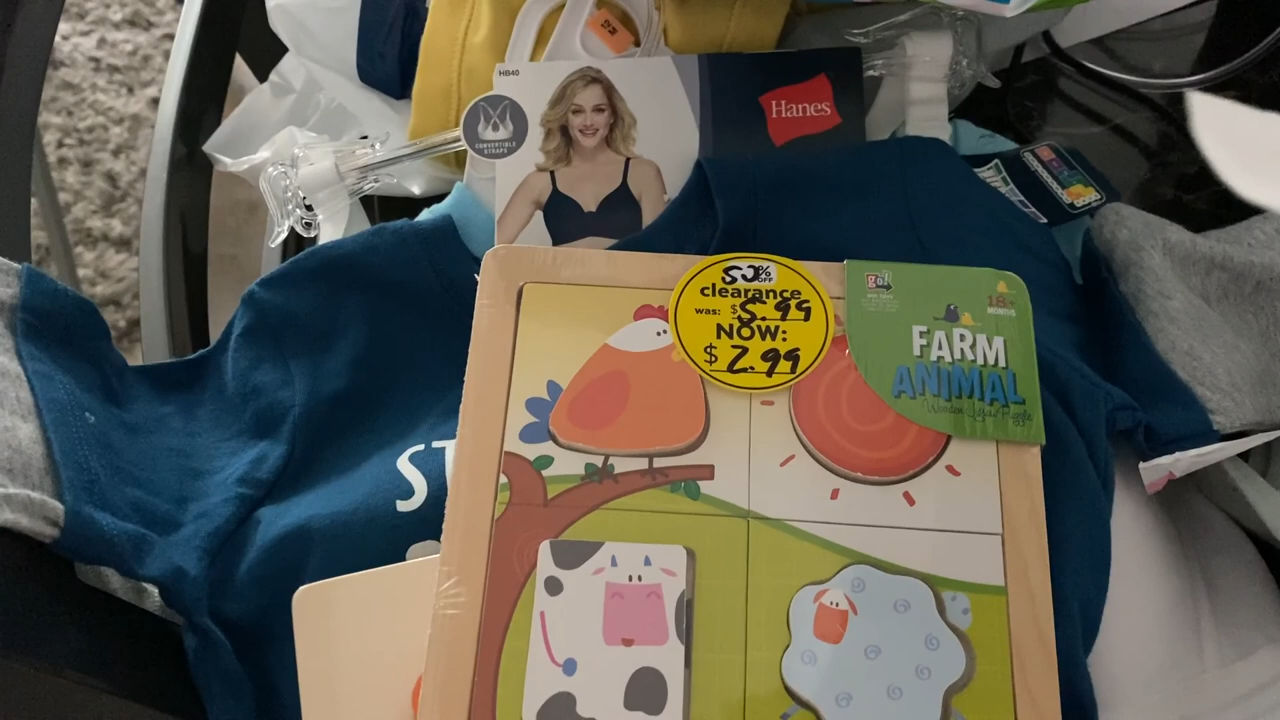 HB40
CONVERTIBLE
STRAPS
Hanes
50% OFF
clearance
was: $5.99
NOW:
$2.99
go!
18+
MONTHS
FARM
ANIMAL
Wooden Jigsaw Puzzle
ST